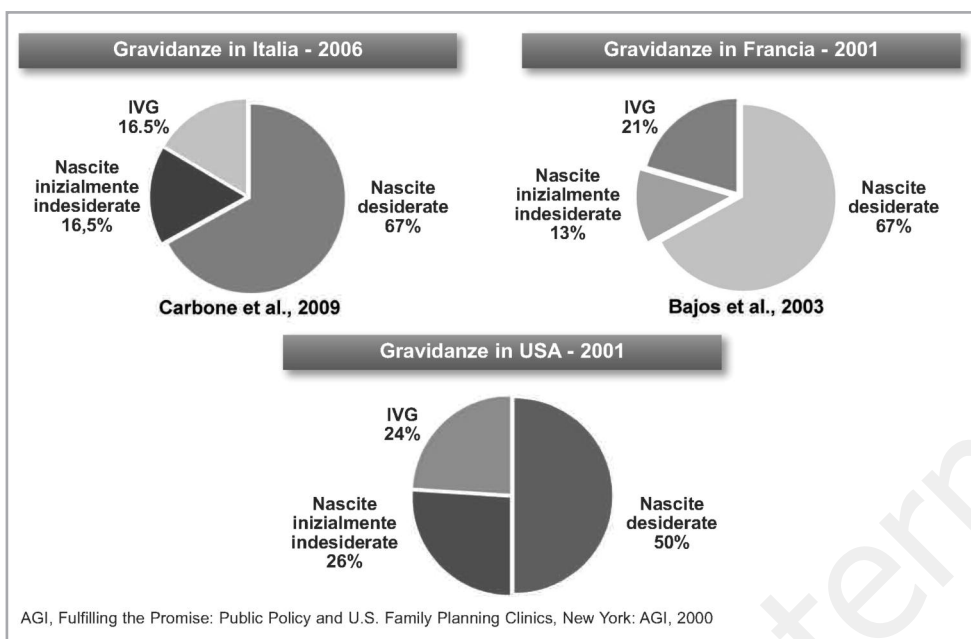 Gravidanze in Italia - 2006
IVG
16.5%
Nascite
inizialmente
indesiderate
16,5%
Nascite
desiderate
67%
Carbone et al., 2009
Gravidanze in Francia - 2001
IVG
21%
Nascite
inizialmente
indesiderate
13%
Nascite
desiderate
67%
Bajos et al., 2003
Gravidanze in USA - 2001
IVG
24%
Nascite
inizialmente
indesiderate
26%
Nascite
desiderate
50%
AGI, Fulfilling the Promise: Public Policy and U.S. Family Planning Clinics, New York: AGI, 2000